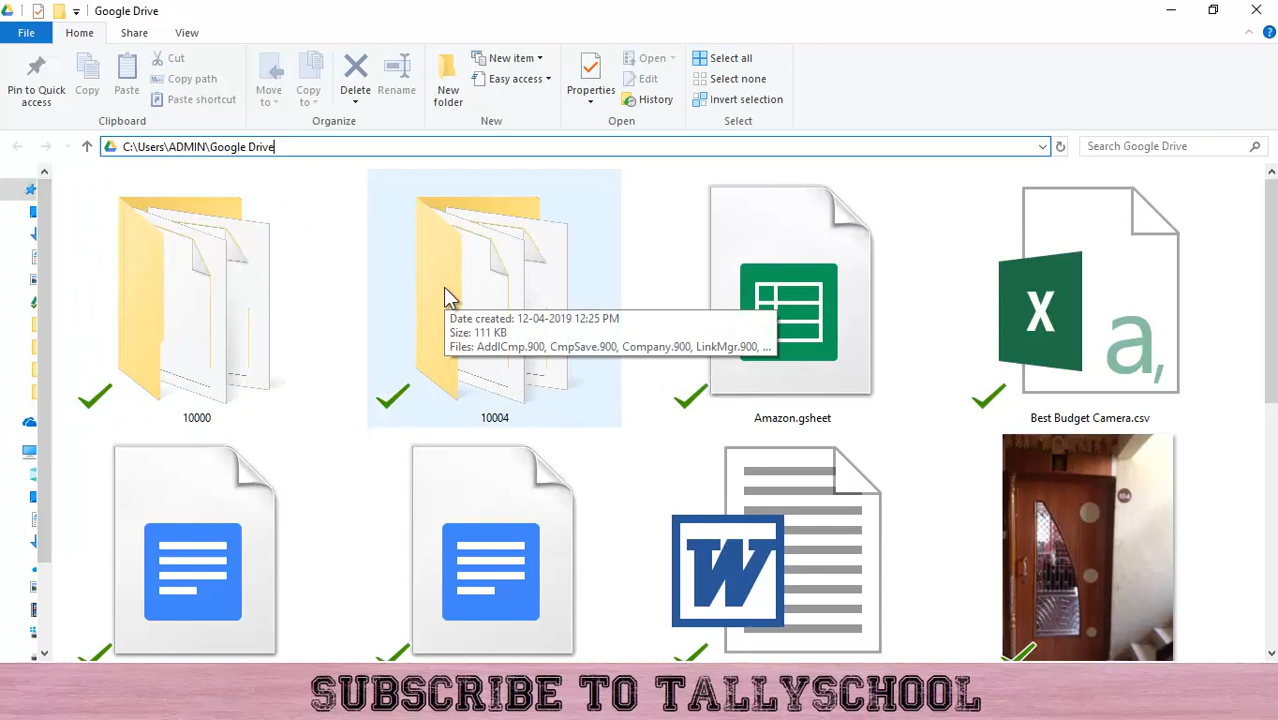 Google Drive
File
Home
Share
View
Pin to Quick access
Copy
Paste
Cut
Copy path
Paste shortcut
Clipboard
Move to
Copy to
Delete
Rename
Organize
New folder
New item
Easy access
New
Properties
Open
Edit
History
Open
Select all
Select none
Invert selection
Select
C:\Users\ADMIN\Google Drive
Search Google Drive
Date created: 12-04-2019 12:25 PM
Size: 111 KB
Files: AddlCmp.900, CmpSave.900, Company.900, LinkMgr.900, ...
X
a,
10000
10004
Amazon.gsheet
Best Budget Camera.csv
W
SUBSCRIBE TO TALLYSCHOOL